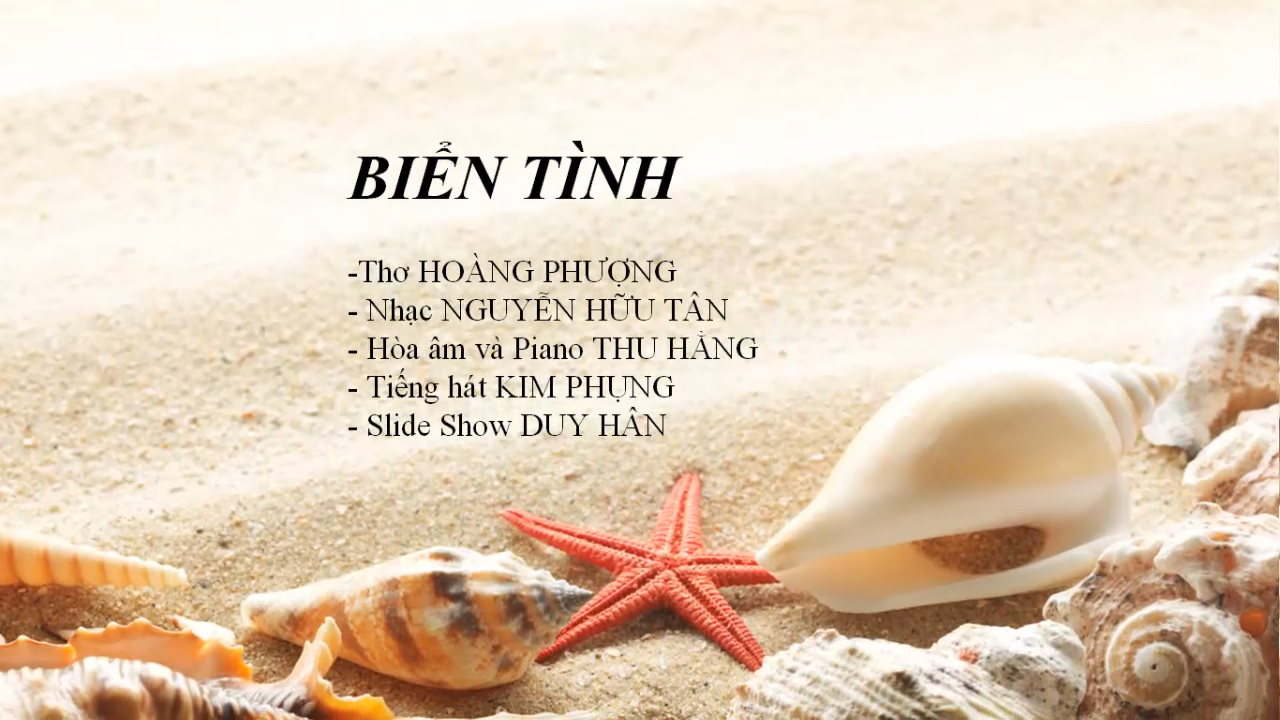 BIỂN TÌNH
-Thơ HOÀNG PHƯỢNG
- Nhạc NGUYỄN HỮU TÂN
- Hòa âm và Piano THU HẰNG
- Tiếng hát KIM PHỤNG
- Slide Show DUY HÂN